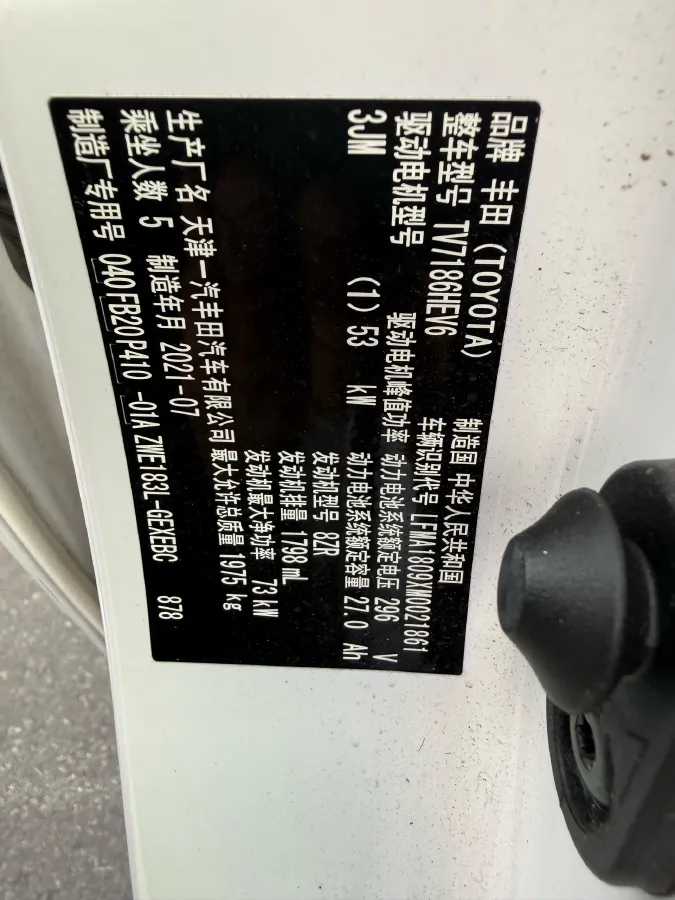 品牌 丰田（TOYOTA） 制造国 中华人民共和国
整车型号 TV7186HEV6 车辆识别代号 LFMA1809XM0021861
驱动电机型号 驱动电机峰值功率 动力电池系统额定电压 296 V
3JM （1）53 kW 动力电池系统额定容量 27.0 Ah
发动机型号 8ZR
发动机排量 1798mL
发动机最大净功率 73 kW
生产厂名 天津一汽丰田汽车有限公司 最大允许总质量 1975 kg
乘坐人数 5 制造年月 2021-07
制造厂专用号 040 FB20 P410 -01A ZWE183L-GEXEBC 878